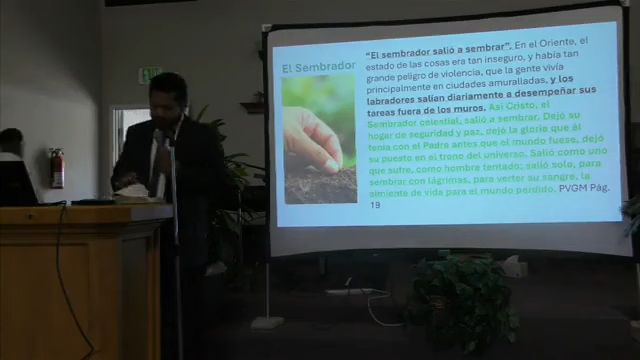 El Sembrador
"El sembrador salió a sembrar". En el Oriente, el
estado de las cosas era tan inseguro, y había tan
grande peligro de violencia, que la gente vivía
principalmente en ciudades amuralladas, y los
labradores salían diariamente a desempeñar sus
tareas fuera de los muros. Así Cristo, el
Sembrador celestial, salió a sembrar. Dejó su
hogar de seguridad y paz, dejó la gloria que él
tenía con el Padre antes que el mundo fuese, dejó
su puesto en el trono del universo. Salió como uno
que sufre, como hombre tentado; salió solo, para
sembrar con lágrimas, para verter su sangre, la
simiente de vida para el mundo perdido. PVGM Pág.
19